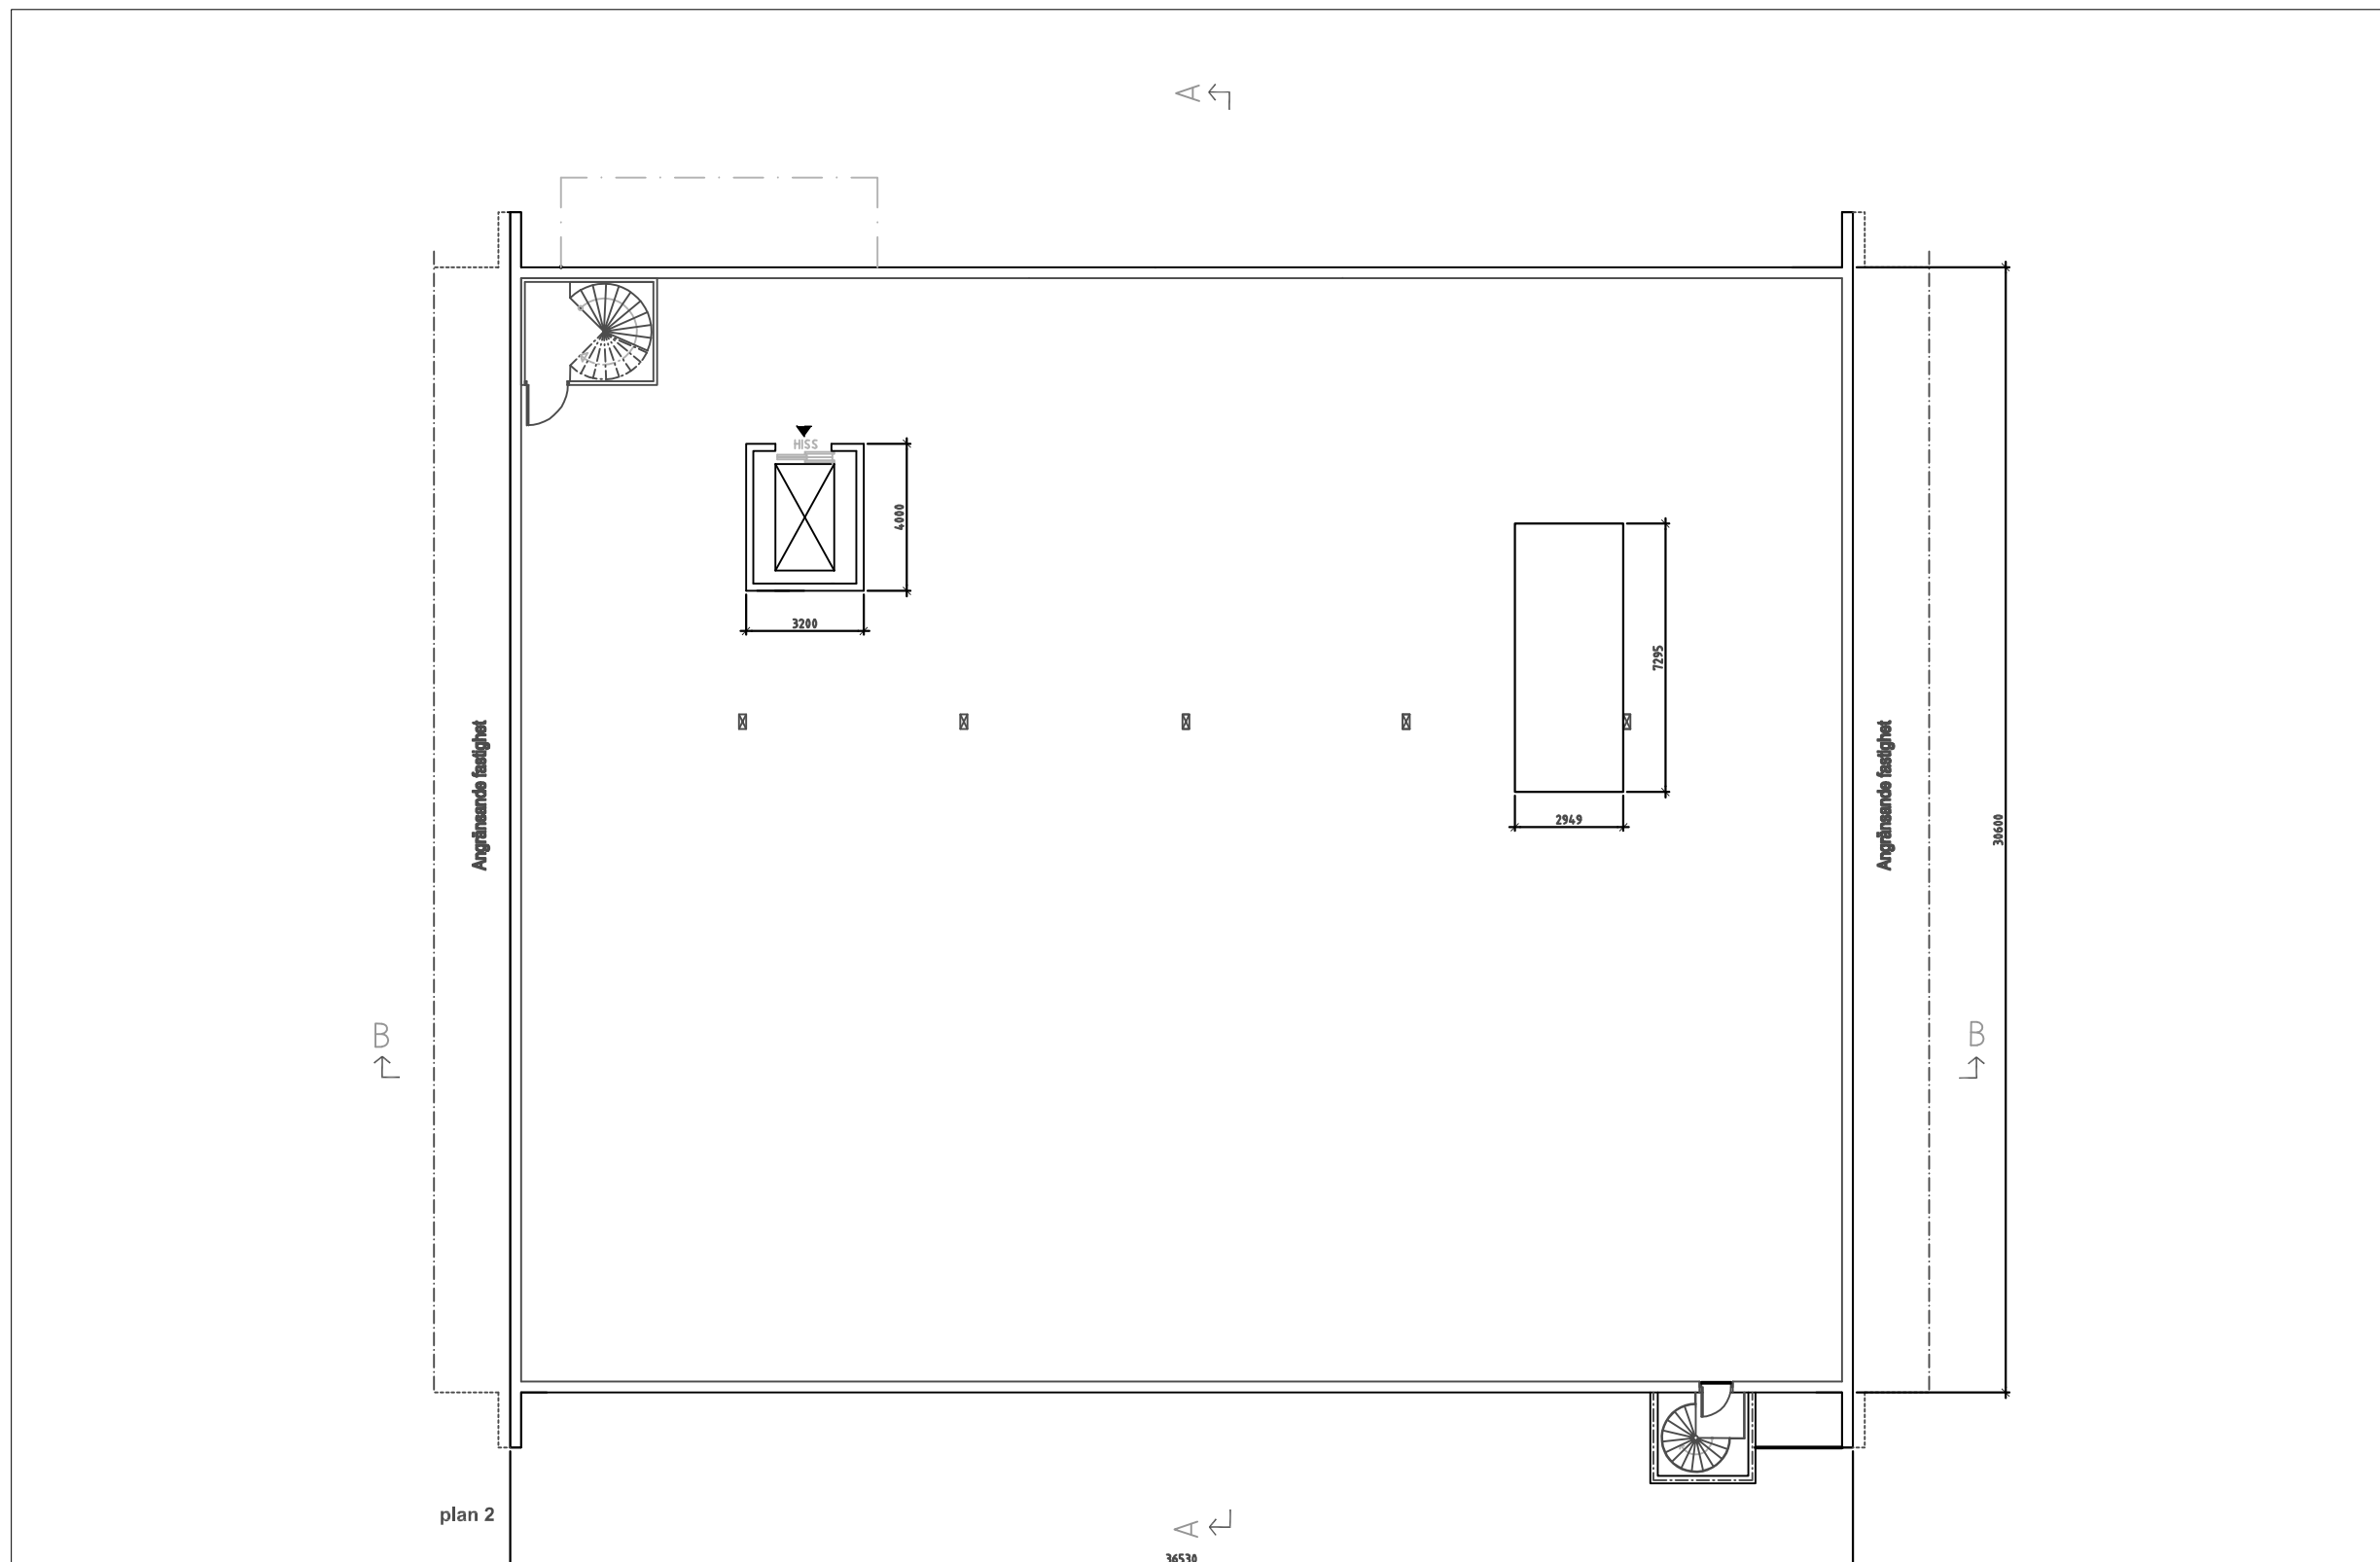 A
HISS
4000
3200
7295
2949
Angränsande fastighet
Angränsande fastighet
30600
B
B
plan 2
A
36530